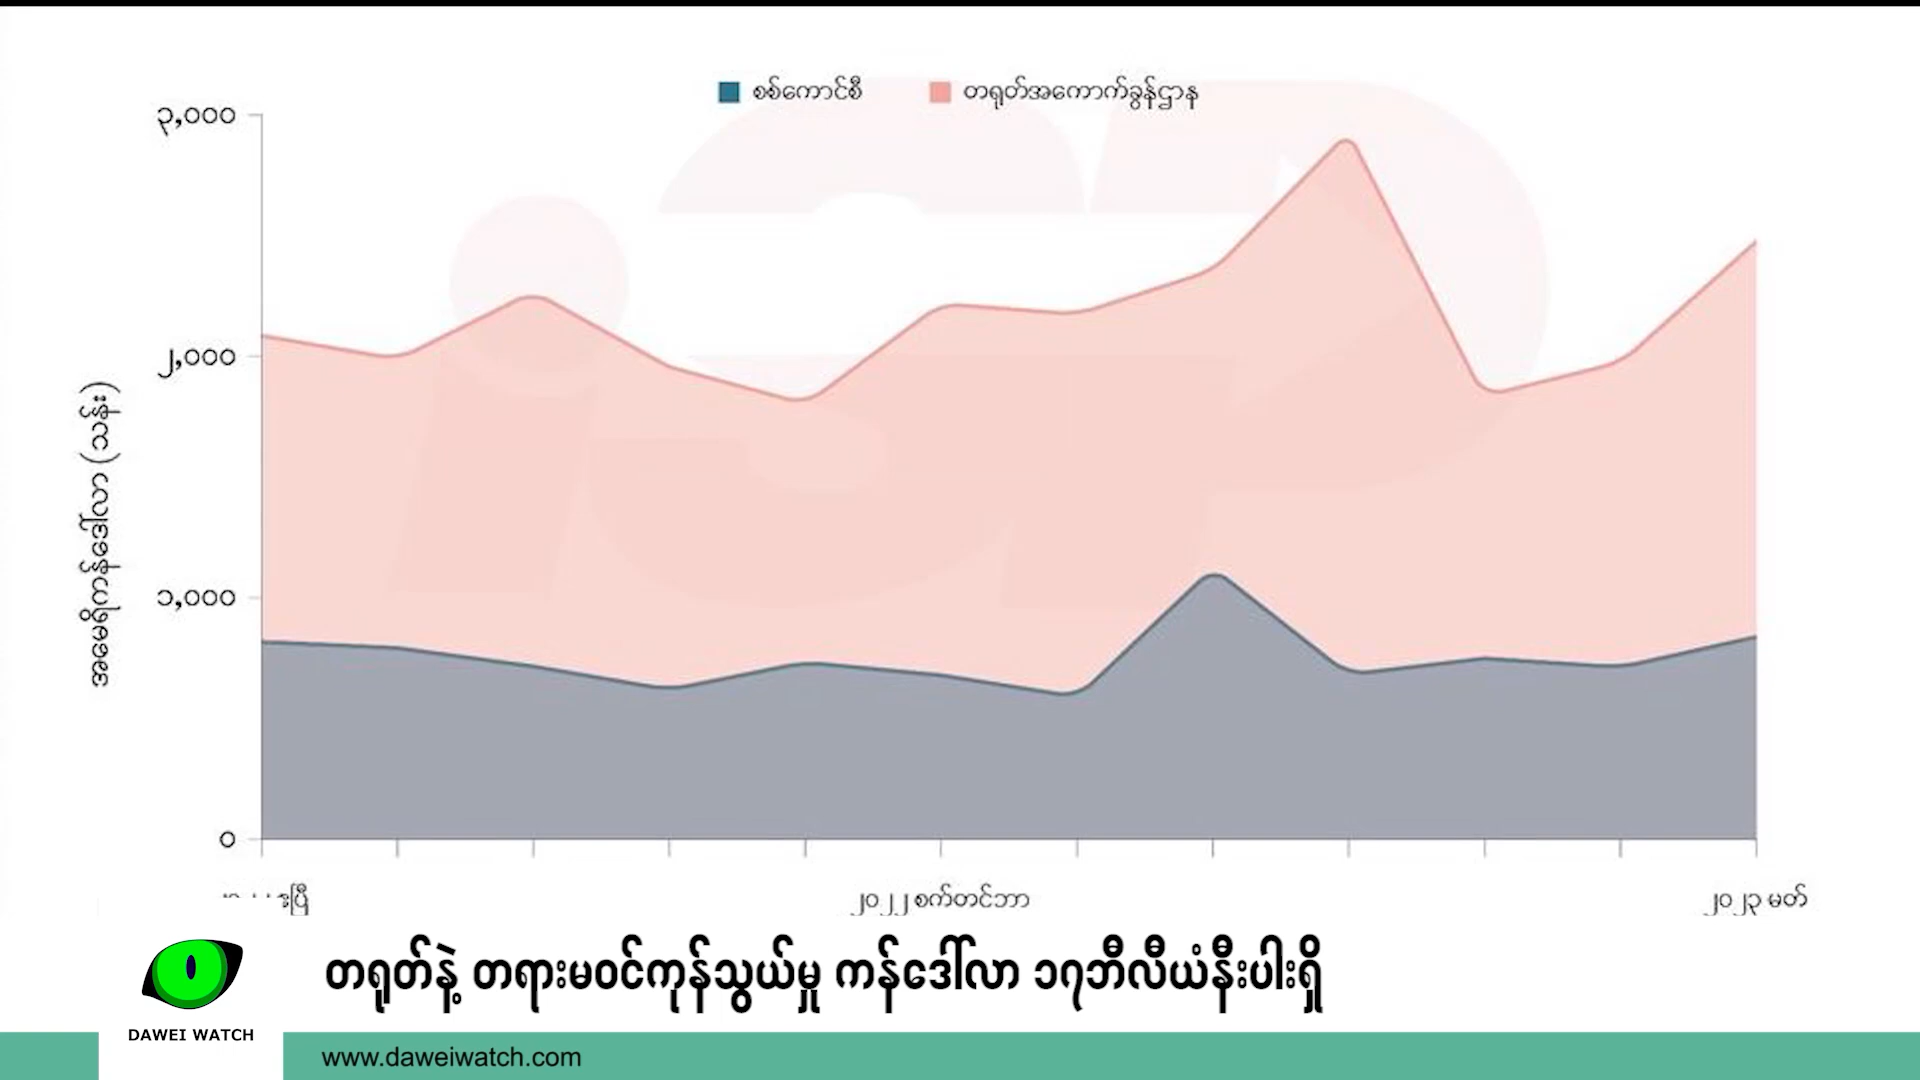 စစ်ကောင်စီ
တရုတ်အကောက်ခွန်ဌာန
၃,၀၀၀
၂,၀၀၀
၁,၀၀၀
၀
အမေရိကန်ဒေါ်လာ (သန်း)
၂၀၂၂ စက်တင်ဘာ
၂၀၂၃ မတ်
တရုတ်နဲ့ တရားမဝင်ကုန်သွယ်မှု ကန်ဒေါ်လာ ၁၇ဘီလီယံနီးပါးရှိ
DAWEI WATCH
www.daweiwatch.com